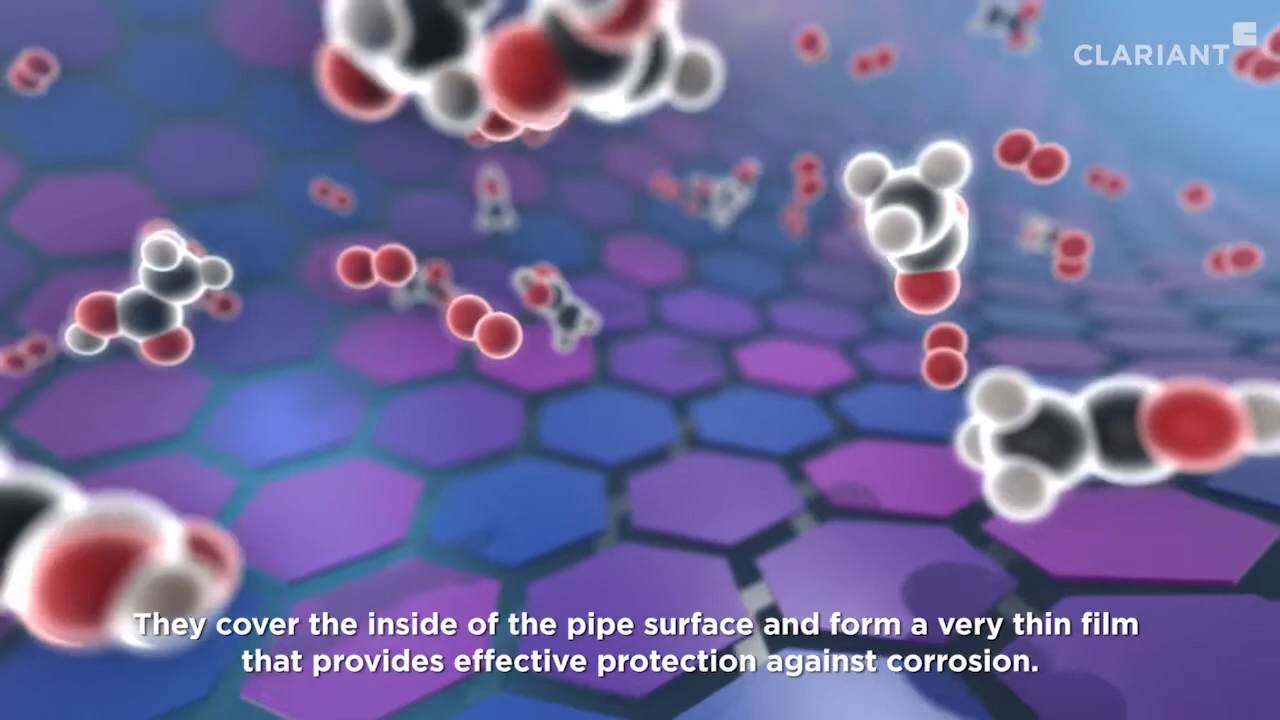 CLARIANT
They cover the inside of the pipe surface and form a very thin film
that provides effective protection against corrosion.